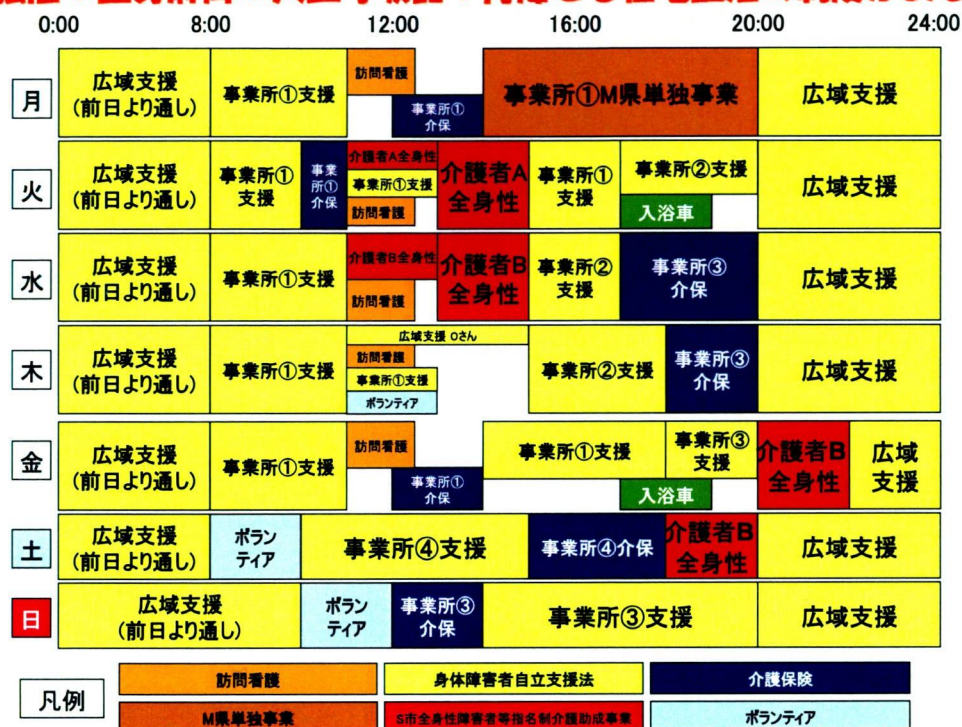 0:00 8:00 12:00 16:00 20:00 24:00
月
広域支援
(前日より通し)
事業所①支援
訪問看護
事業所①
介保
事業所①M県単独事業
広域支援
火
広域支援
(前日より通し)
事業所①
支援
事業
所①
介保
介護者A全身性
事業所①支援
訪問看護
介護者A
全身性
事業所①
支援
事業所②支援
入浴車
広域支援
水
広域支援
(前日より通し)
事業所①支援
介護者B全身性
訪問看護
介護者B
全身性
事業所②
支援
事業所③
介保
広域支援
木
広域支援
(前日より通し)
事業所①支援
広域支援 Oさん
訪問看護
事業所①支援
ボランティア
事業所②支援
事業所③
介保
広域支援
金
広域支援
(前日より通し)
事業所①支援
訪問看護
事業所①
介保
事業所①支援
事業所③
支援
入浴車
介護者B
全身性
広域
支援
土
広域支援
(前日より通し)
ボラン
ティア
事業所④支援
事業所④介保
介護者B
全身性
広域支援
日
広域支援
(前日より通し)
ボラン
ティア
事業所③
介保
事業所③支援
広域支援
凡例
訪問看護
身体障害者自立支援法
介護保険
M県単独事業
S市全身性障害者等指名制介護助成事業
ボランティア